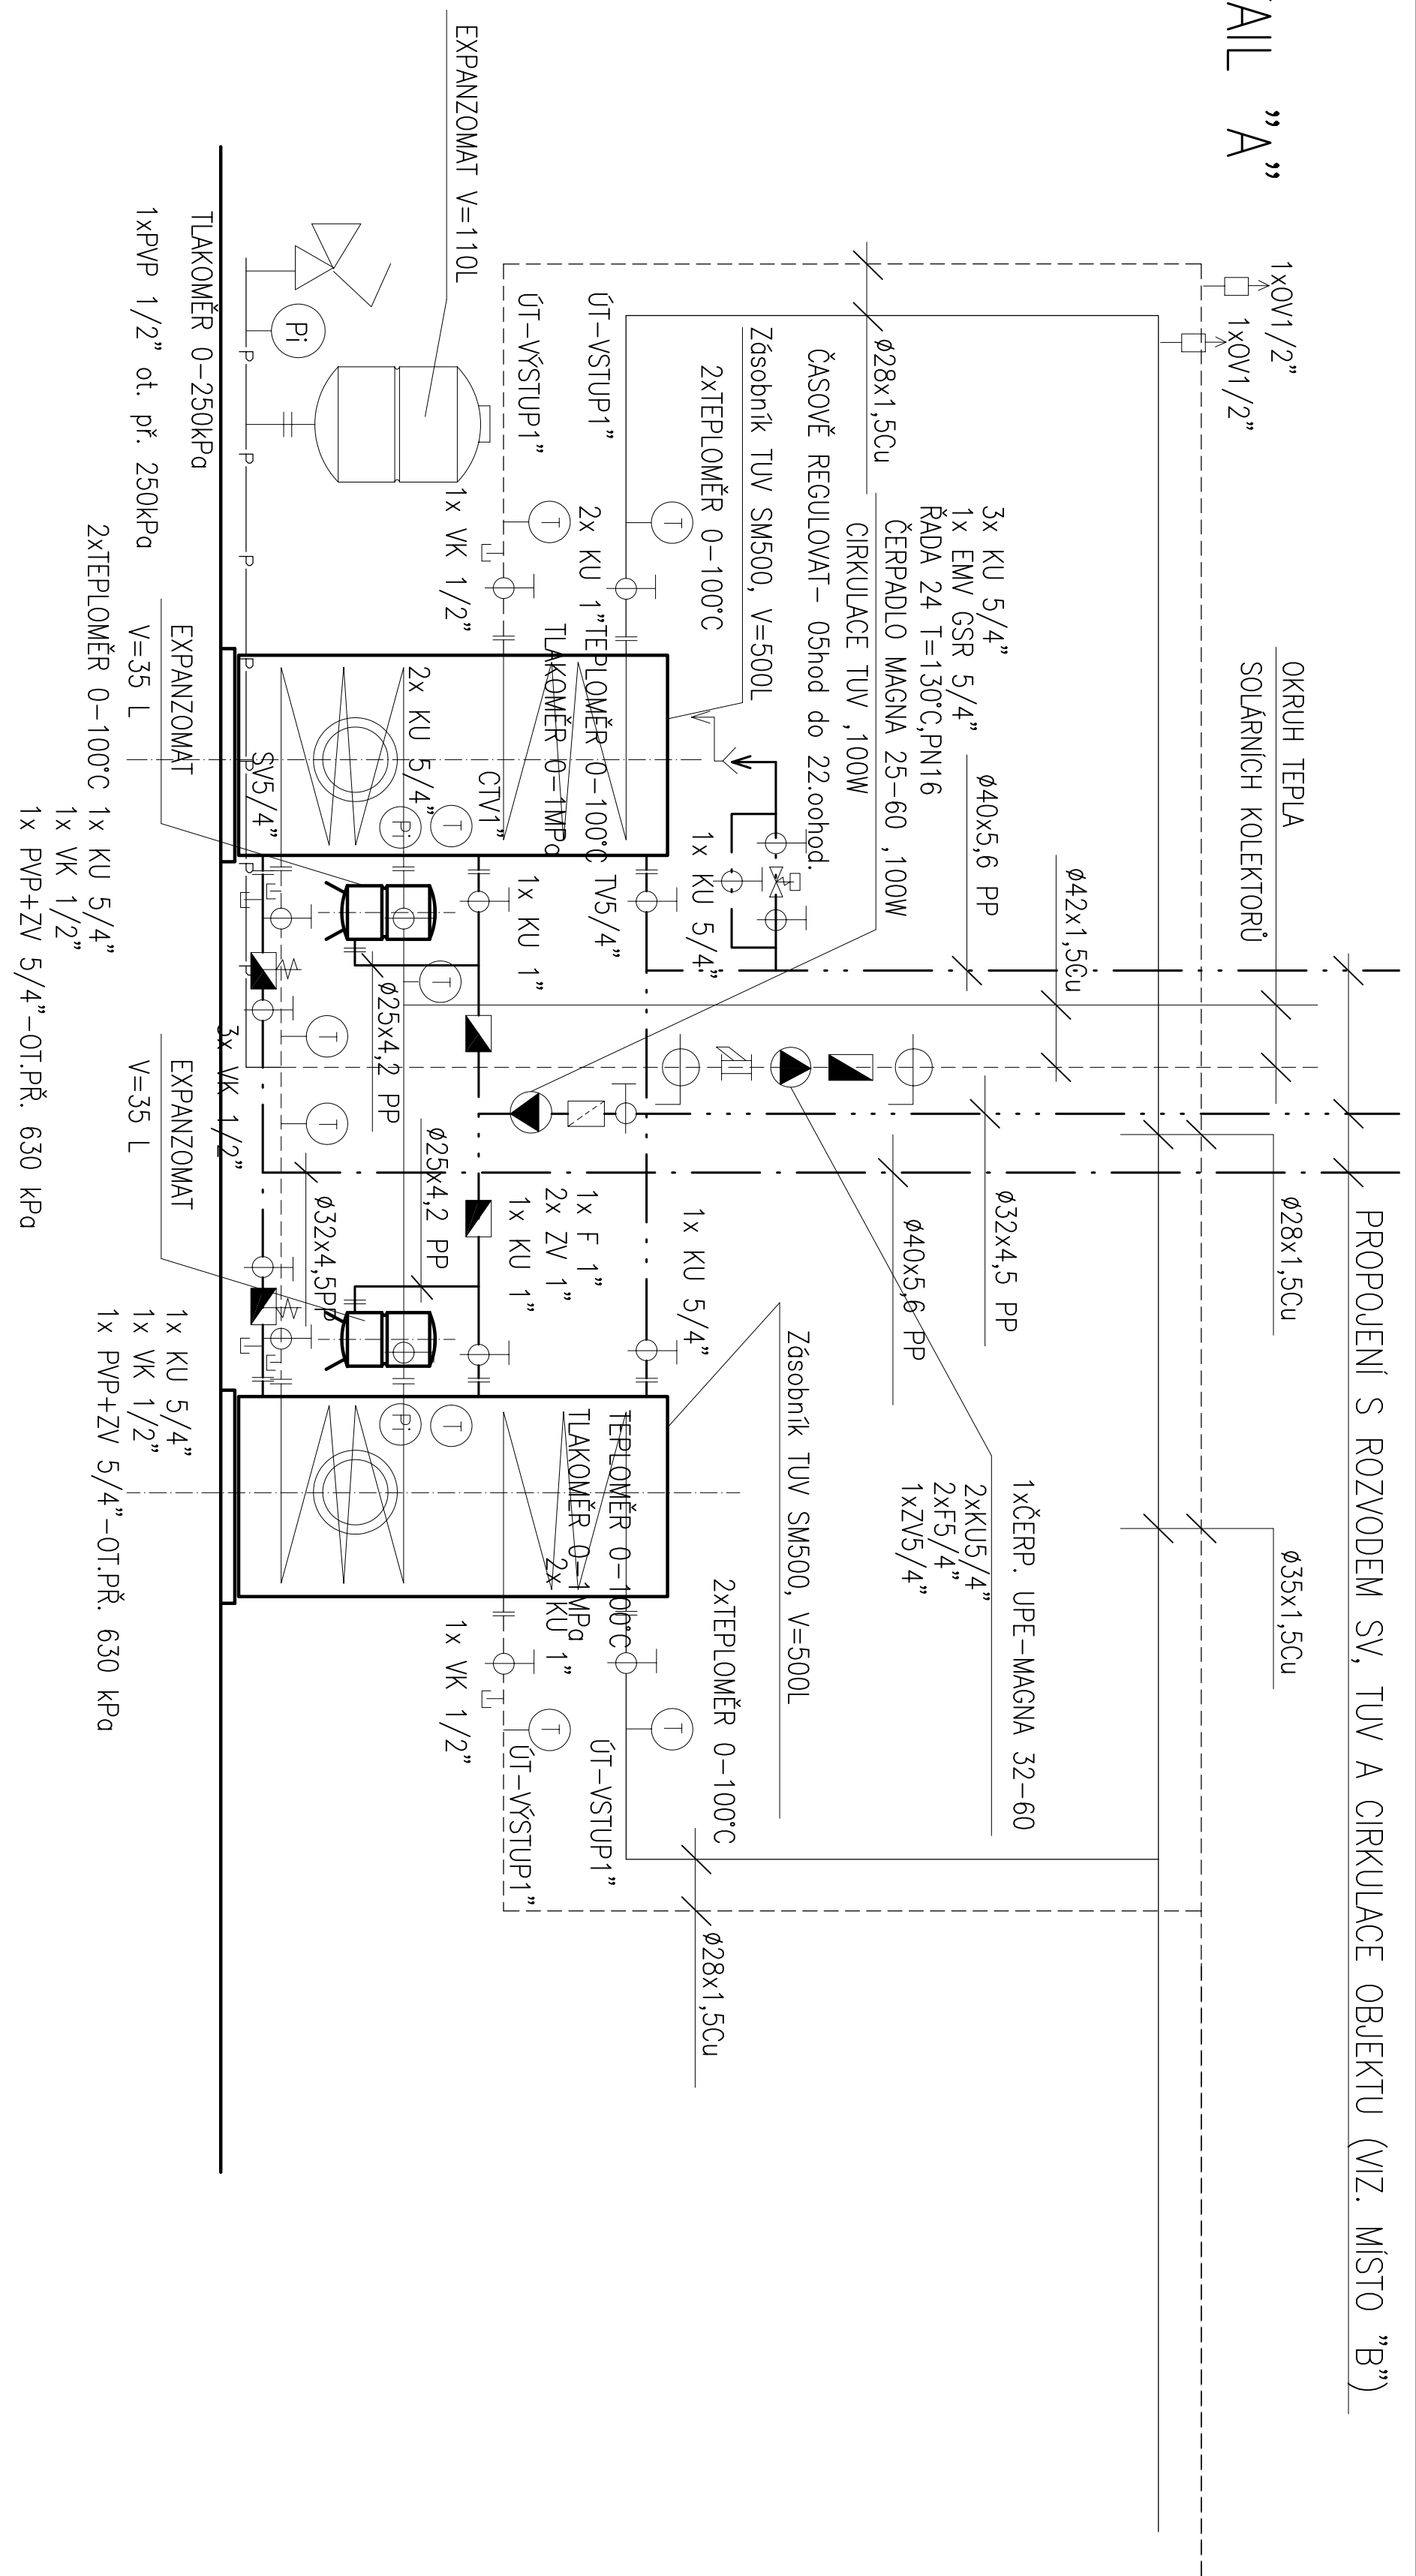 AIL "A"
1xOV1/2"
1xOV1/2"
OKRUH TEPLA
SOLÁRNÍCH KOLEKTORŮ
PROPOJENÍ S ROZVODEM SV, TUV A CIRKULACE OBJEKTU (VIZ. MÍSTO "B")
EXPANZOMAT V=110L
ÚT-VSTUP1"
ÚT-VÝSTUP1"
Ø28x1,5Cu
3x KU 5/4"
1x EMV GSR 5/4"
ŘADA 24 T=130°C,PN16
ČERPADLO MAGNA 25-60 ,100W
CIRKULACE TUV ,100W
ČASOVĚ REGULOVAT- 05hod do 22.oohod.
Zásobník TUV SM500, V=500L
2xTEPLOMĚR 0-100°C
2x KU 1"
1x VK 1/2"
TEPLOMĚR 0-100°C
TLAKOMĚR 0-1MPa
Ø40x5,6 PP
Ø42x1,5Cu
TLAKOMĚR 0-250kPa
1xPVP 1/2" ot. př. 250kPa
Pi
P
P
P
P
P
P
P
T
T
2x KU 5/4"
CTV1"
SV5/4"
TV5/4"
Pi
T
1x KU 5/4"
1x KU 1"
2xTEPLOMĚR 0-100°C
EXPANZOMAT
V=35 L
1x KU 5/4"
1x VK 1/2"
1x PVP+ZV 5/4"-OT.PŘ. 630 kPa
Ø25x4,2 PP
T
T
T
3x VK 1/2"
EXPANZOMAT
V=35 L
Ø25x4,2 PP
Ø32x4,5PP
1x F 1"
2x ZV 1"
1x KU 1"
1x KU 5/4"
Ø40x5,6 PP
Ø32x4,5 PP
Ø28x1,5Cu
Ø35x1,5Cu
1xČERP. UPE-MAGNA 32-60
2xKU5/4"
2xF5/4"
1xZV5/4"
Zásobník TUV SM500, V=500L
2xTEPLOMĚR 0-100°C
1x KU 5/4"
1x VK 1/2"
1x PVP+ZV 5/4"-OT.PŘ. 630 kPa
Pi
T
TEPLOMĚR 0-100°C
TLAKOMĚR 0-1MPa
2x KU 1"
1x VK 1/2"
T
T
ÚT-VSTUP1"
ÚT-VÝSTUP1"
Ø28x1,5Cu